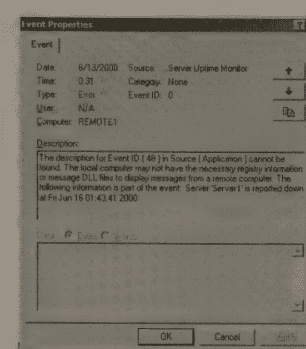 Event Properties
Event
Date: 6/13/2000 Source: Server Uptime Monitor
Time: 0:31 Category: None
Type: Error Event ID: 0
User: N/A
Computer: REMOTE1
Description:
The description for Event ID ( 48 ) in Source ( Application ) cannot be
found. The local computer may not have the necessary registry information
or message DLL files to display messages from a remote computer. The
following information is part of the event: Server 'Server1' is reported down
at Fri Jun 16 01:43:41 2000
Data: Bytes Words
OK Cancel Apply